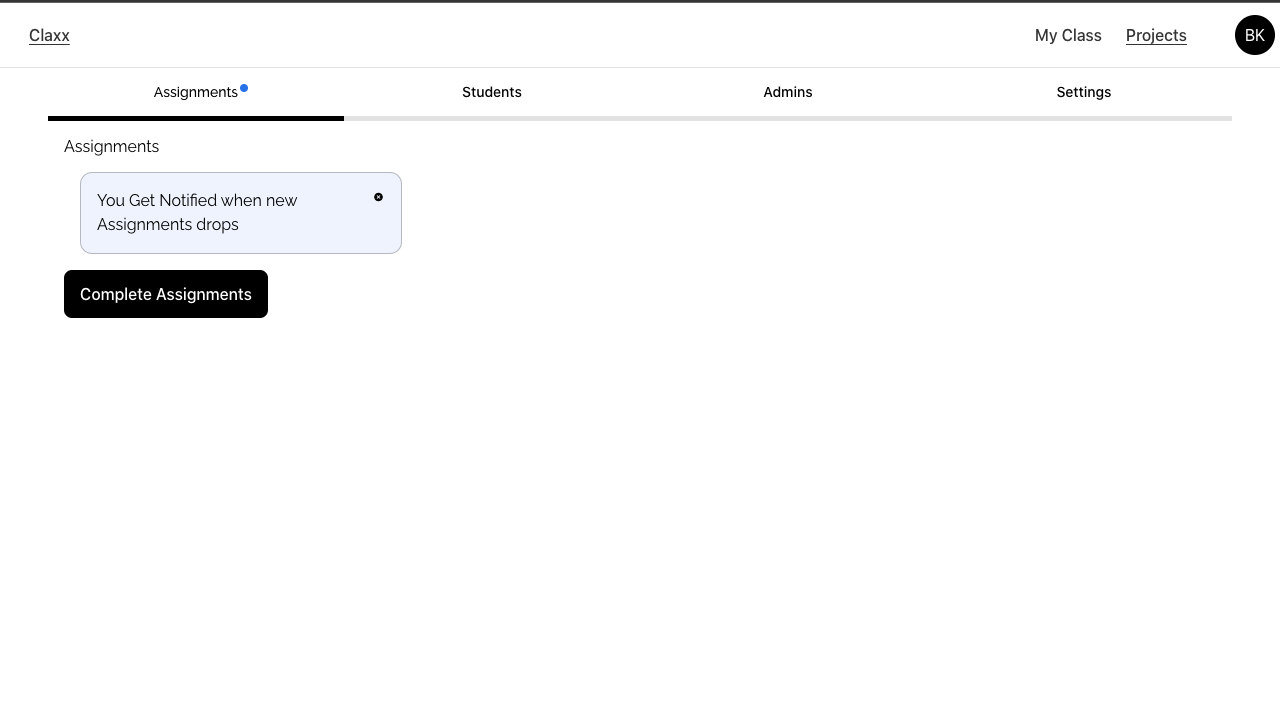 Claxx
My Class
Projects
BK
Assignments
Students
Admins
Settings
Assignments
You Get Notified when new
Assignments drops
Complete Assignments